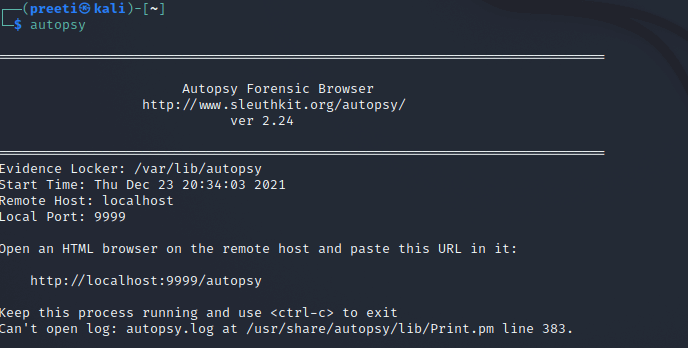 (preeti㉿kali)-[~]
$ autopsy
Autopsy Forensic Browser
http://www.sleuthkit.org/autopsy/
ver 2.24
Evidence Locker: /var/lib/autopsy
Start Time: Thu Dec 23 20:34:03 2021
Remote Host: localhost
Local Port: 9999
Open an HTML browser on the remote host and paste this URL in it:
http://localhost:9999/autopsy
Keep this process running and use <ctrl-c> to exit
Can't open log: autopsy.log at /usr/share/autopsy/lib/Print.pm line 383.